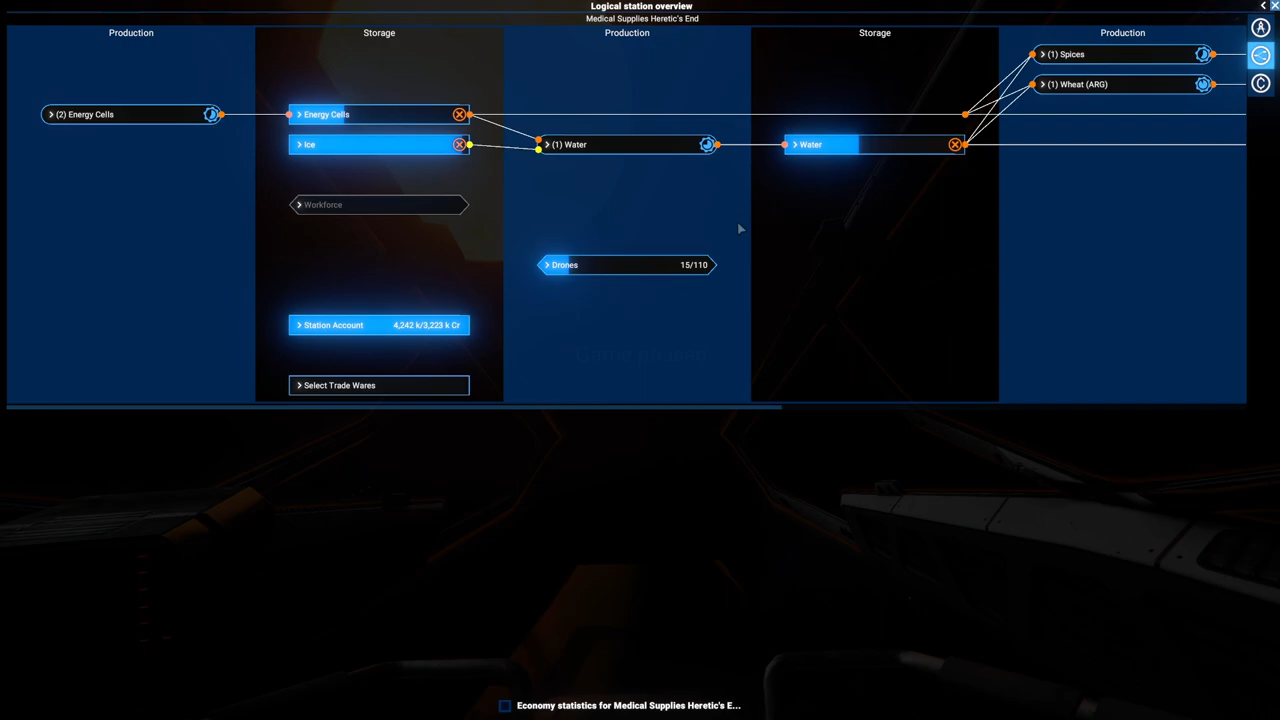 Logical station overview
Medical Supplies Heretic's End
Production
Storage
Production
Storage
Production
(1) Spices
(1) Wheat (ARG)
(2) Energy Cells
Energy Cells
Ice
(1) Water
Water
Workforce
Drones 15/110
Station Account 4,242 k/3,223 k Cr
Game paused
Select Trade Wares
Economy statistics for Medical Supplies Heretic's E...